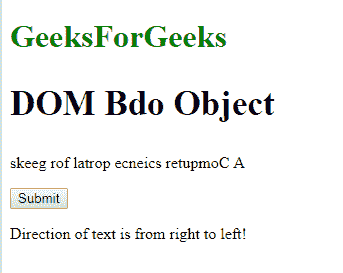 GeeksForGeeks
DOM Bdo Object
skeeg rof latrop ecneics retupmoC A
Submit
Direction of text is from right to left!